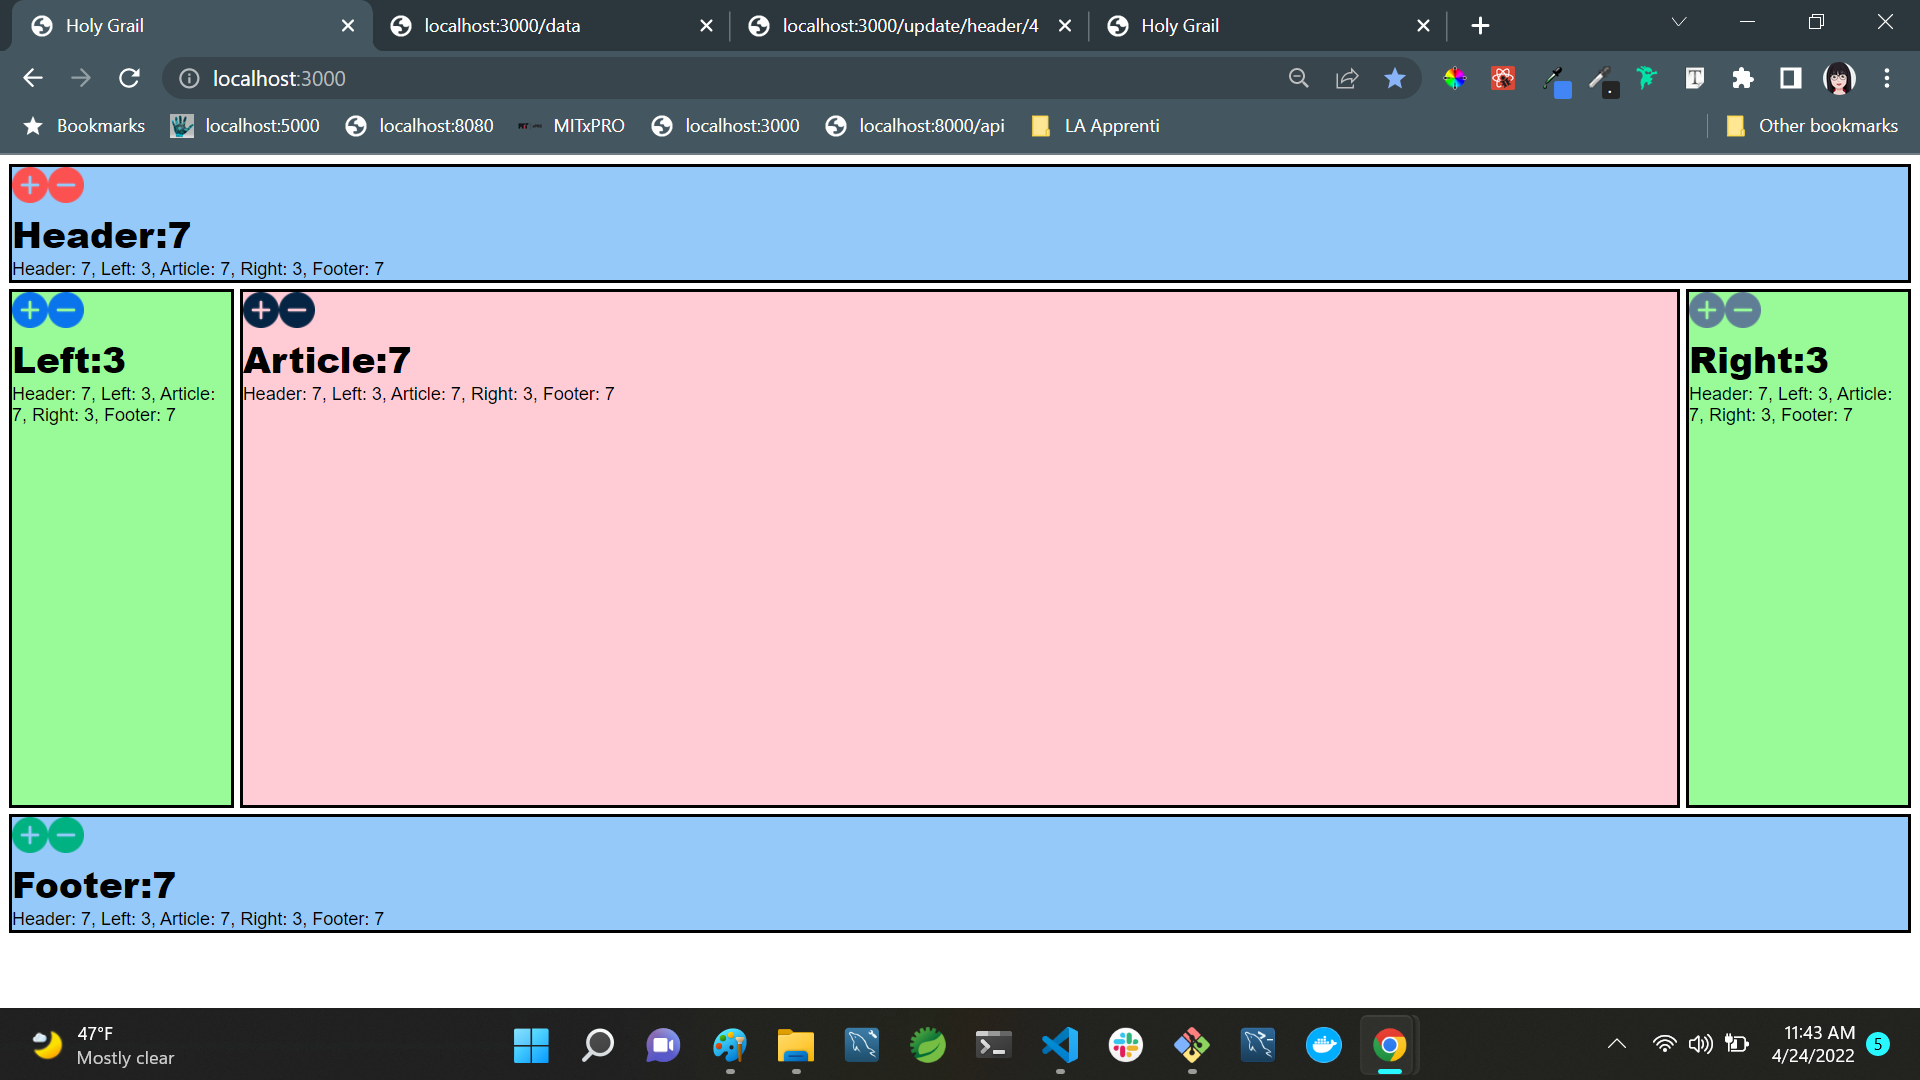 Holy Grail
localhost:3000/data
localhost:3000/update/header/4
Holy Grail
localhost:3000
Bookmarks
localhost:5000
localhost:8080
MITxPRO
localhost:3000
localhost:8000/api
LA Apprenti
Other bookmarks
Header:7
Header: 7, Left: 3, Article: 7, Right: 3, Footer: 7
Left:3
Header: 7, Left: 3, Article:
7, Right: 3, Footer: 7
Article:7
Header: 7, Left: 3, Article: 7, Right: 3, Footer: 7
Right:3
Header: 7, Left: 3, Article:
7, Right: 3, Footer: 7
Footer:7
Header: 7, Left: 3, Article: 7, Right: 3, Footer: 7
47°F
Mostly clear
11:43 AM
4/24/2022
5